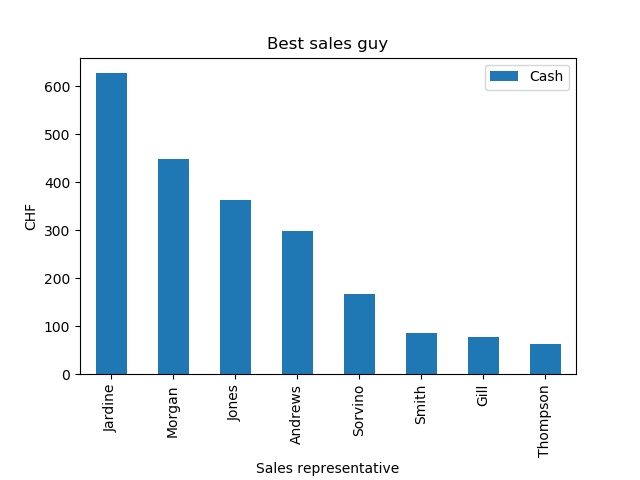 Best sales guy
Cash
CHF
600
500
400
300
200
100
0
Jardine
Morgan
Jones
Andrews
Sorvino
Smith
Gill
Thompson
Sales representative